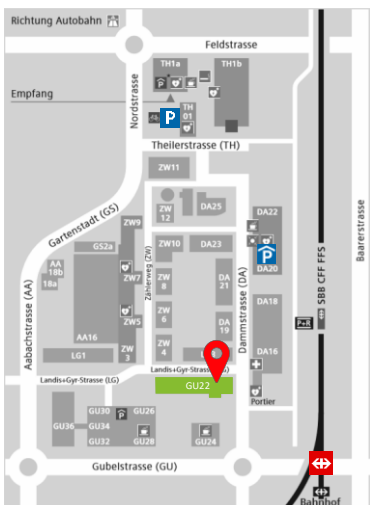 Richtung Autobahn
Feldstrasse
TH1a
TH1b
Empfang
Nordstrasse
P
TH
01
P
Theilerstrasse (TH)
ZW11
Gartenstadt (GS)
ZW
12
DA25
DA22
ZW9
GS2a
ZW10
DA23
P
DA20
AA
18b
18a
ZW7
Zählerweg (ZW)
ZW
8
DA
21
Dammstrasse (DA)
Aabachstrasse (AA)
SBB CFF FFS
Baarerstrasse
DA18
ZW5
ZW
6
DA
19
P+R
AA16
LG1
ZW
3
ZW
4
DA16
Landis+Gyr-Strasse
Landis+Gyr-Strasse (LG)
GU22
Portier
GU30
P
GU26
GU36
GU34
GU32
GU28
GU24
Gubelstrasse (GU)
Bahnhof